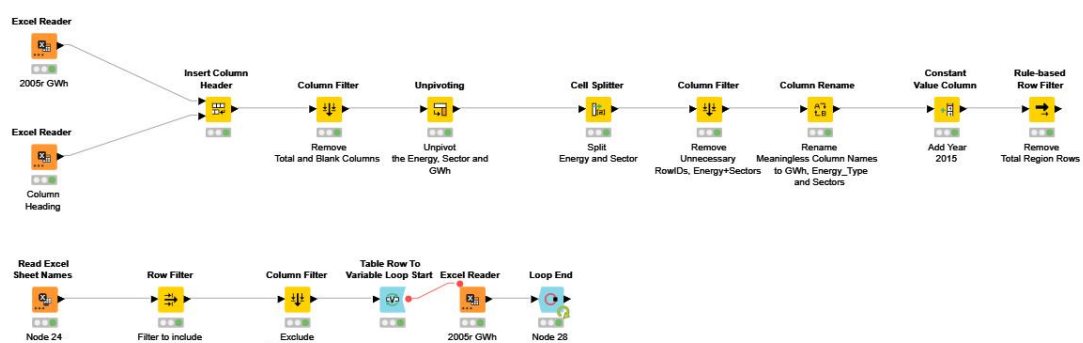 Excel Reader
2005r GWh
Excel Reader
Column
Heading
Insert Column
Header
Column Filter
Remove
Total and Blank Columns
Unpivoting
Unpivot
the Energy, Sector and
GWh
Cell Splitter
Split
Energy and Sector
Column Filter
Remove
Unnecessary
RowIDs, Energy+Sectors
Column Rename
Rename
Meaningless Column Names
to GWh, Energy_Type
and Sectors
Constant
Value Column
Add Year
2015
Rule-based
Row Filter
Remove
Total Region Rows
Read Excel
Sheet Names
Node 24
Row Filter
Filter to include
Column Filter
Exclude
Table Row To
Variable Loop Start
Excel Reader
2005r GWh
Loop End
Node 28